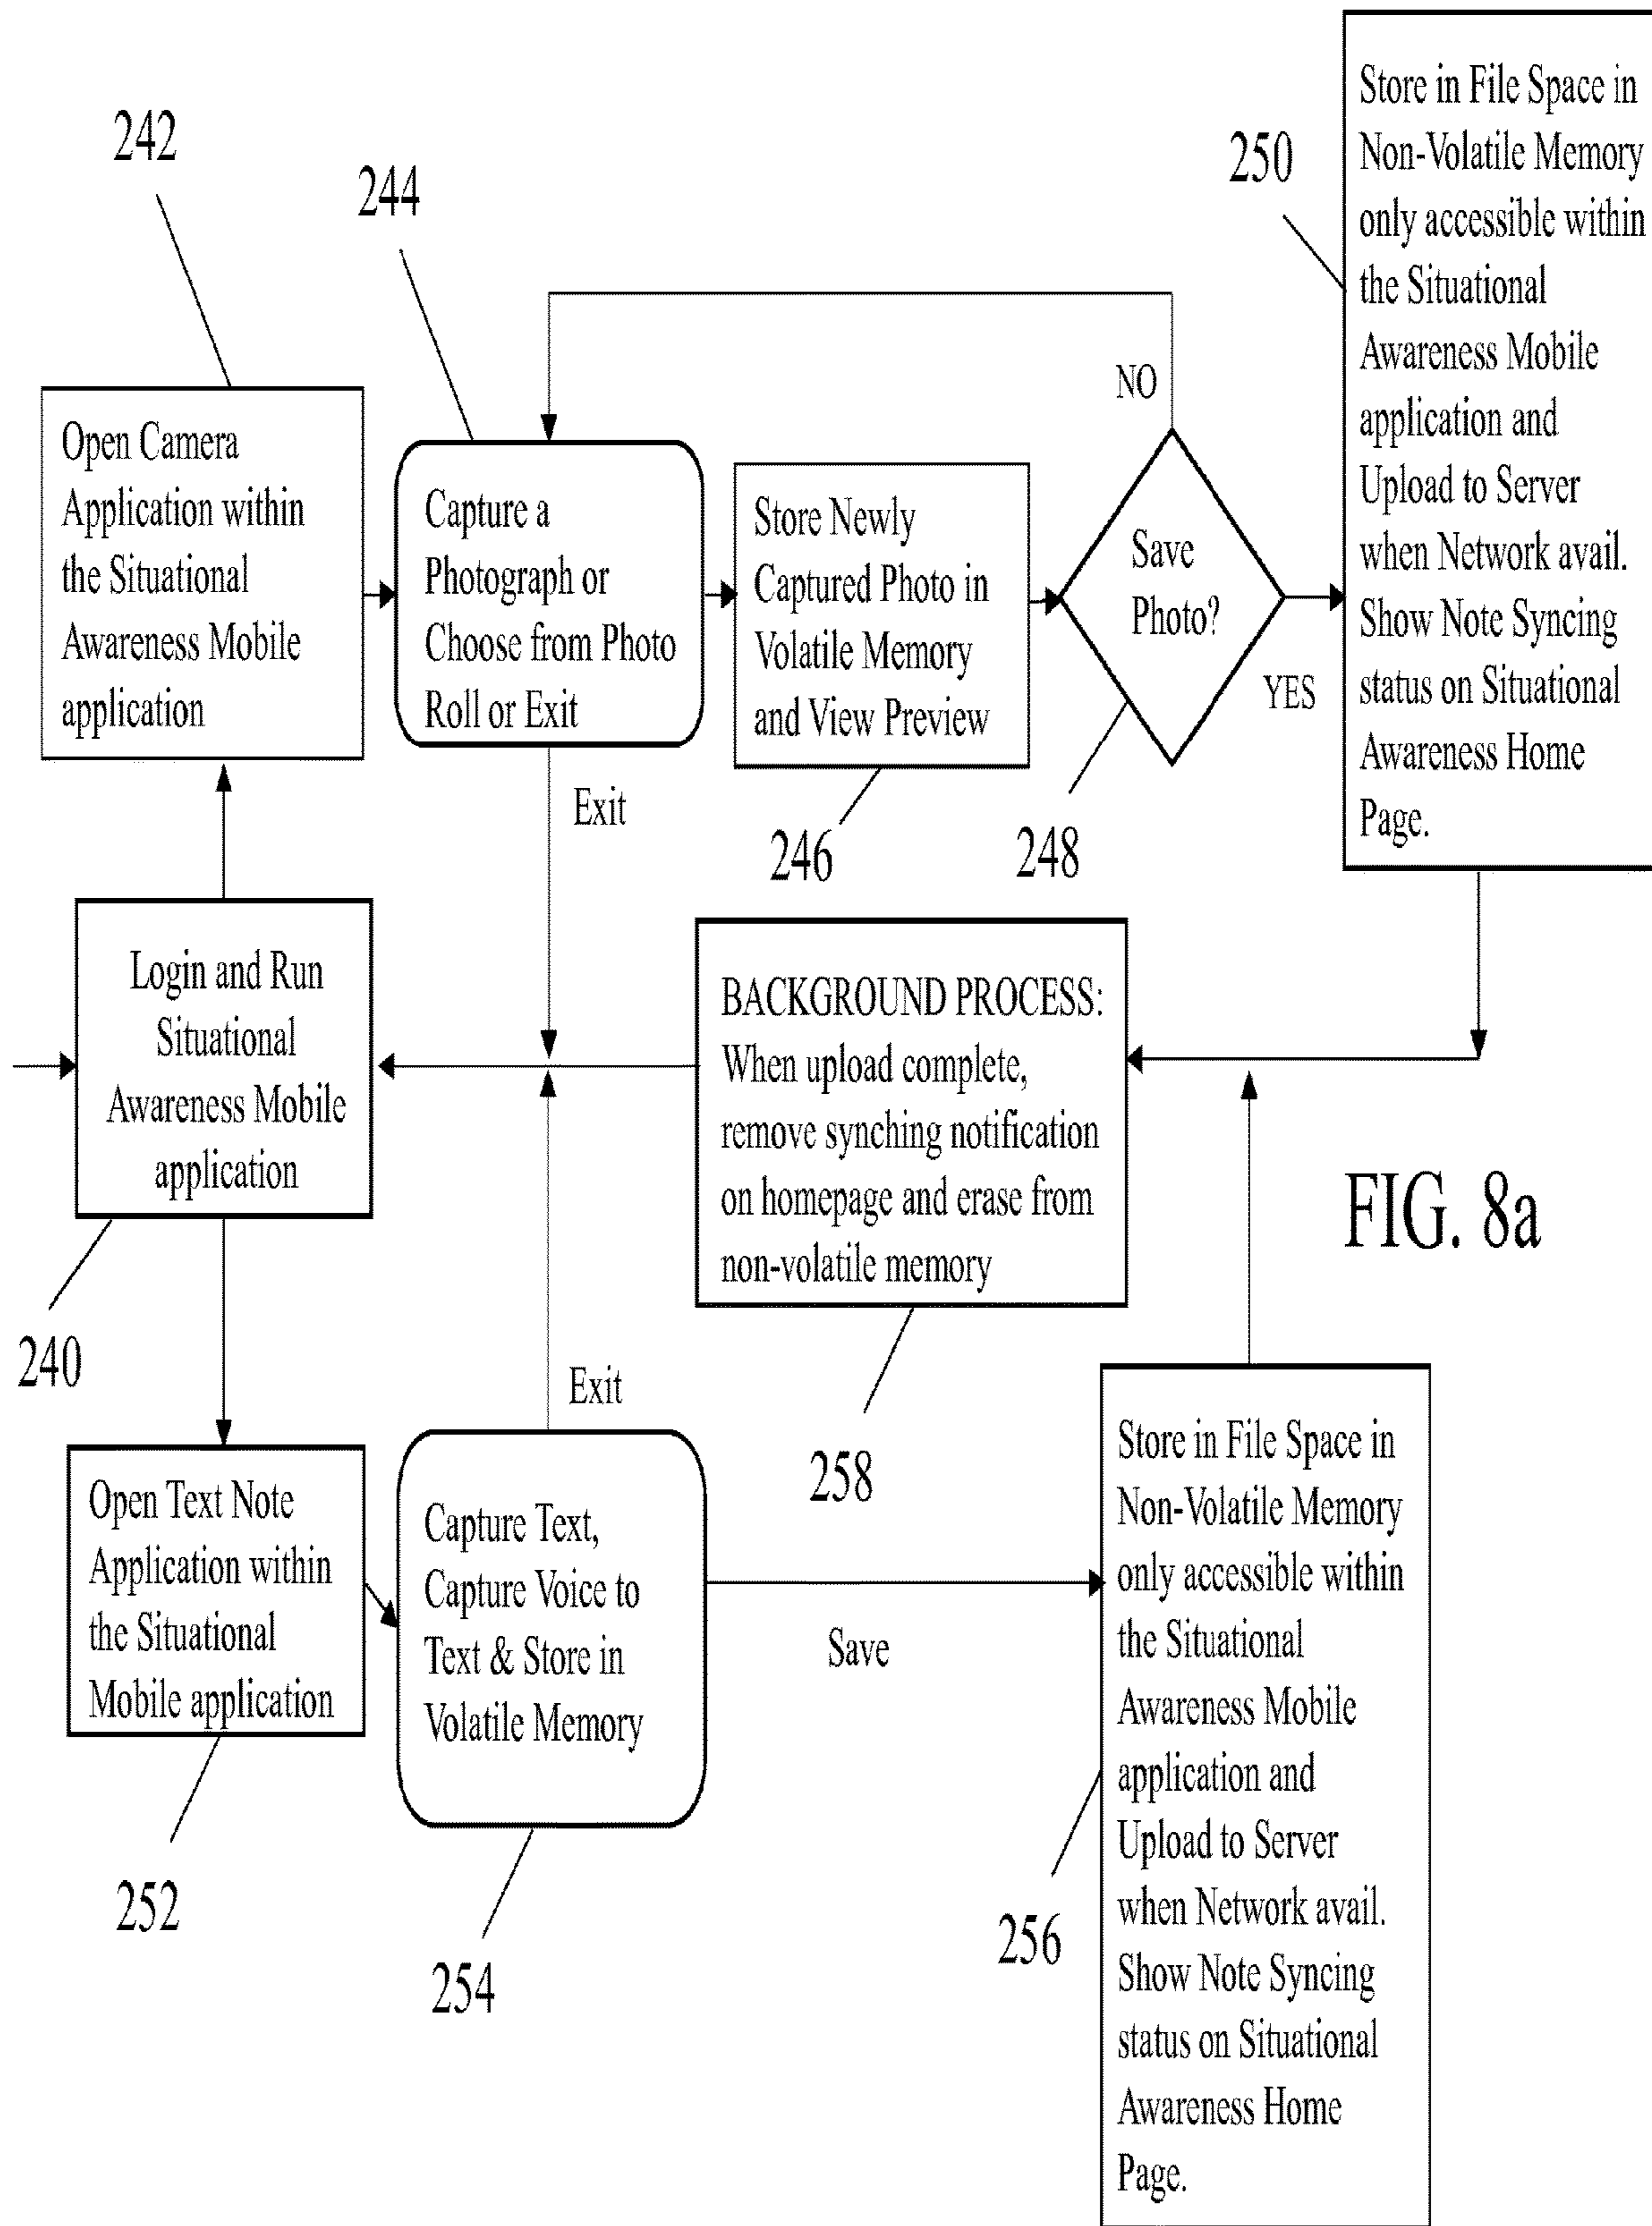 242
244
250
Store in File Space in
Non-Volatile Memory
only accessible within
the Situational
Awareness Mobile
application and
Upload to Server
when Network avail.
Show Note Syncing
status on Situational
Awareness Home
Page.
NO
Open Camera
Application within
the Situational
Awareness Mobile
application
Capture a
Photograph or
Choose from Photo
Roll or Exit
Store Newly
Captured Photo in
Volatile Memory
and View Preview
Save
Photo?
YES
Exit
246
248
Login and Run
Situational
Awareness Mobile
application
BACKGROUND PROCESS:
When upload complete,
remove synching notification
on homepage and erase from
non-volatile memory
FIG. 8a
240
Exit
258
Open Text Note
Application within
the Situational
Mobile application
Capture Text,
Capture Voice to
Text & Store in
Volatile Memory
Save
Store in File Space in
Non-Volatile Memory
only accessible within
the Situational
Awareness Mobile
application and
Upload to Server
when Network avail.
Show Note Syncing
status on Situational
Awareness Home
Page.
252
254
256